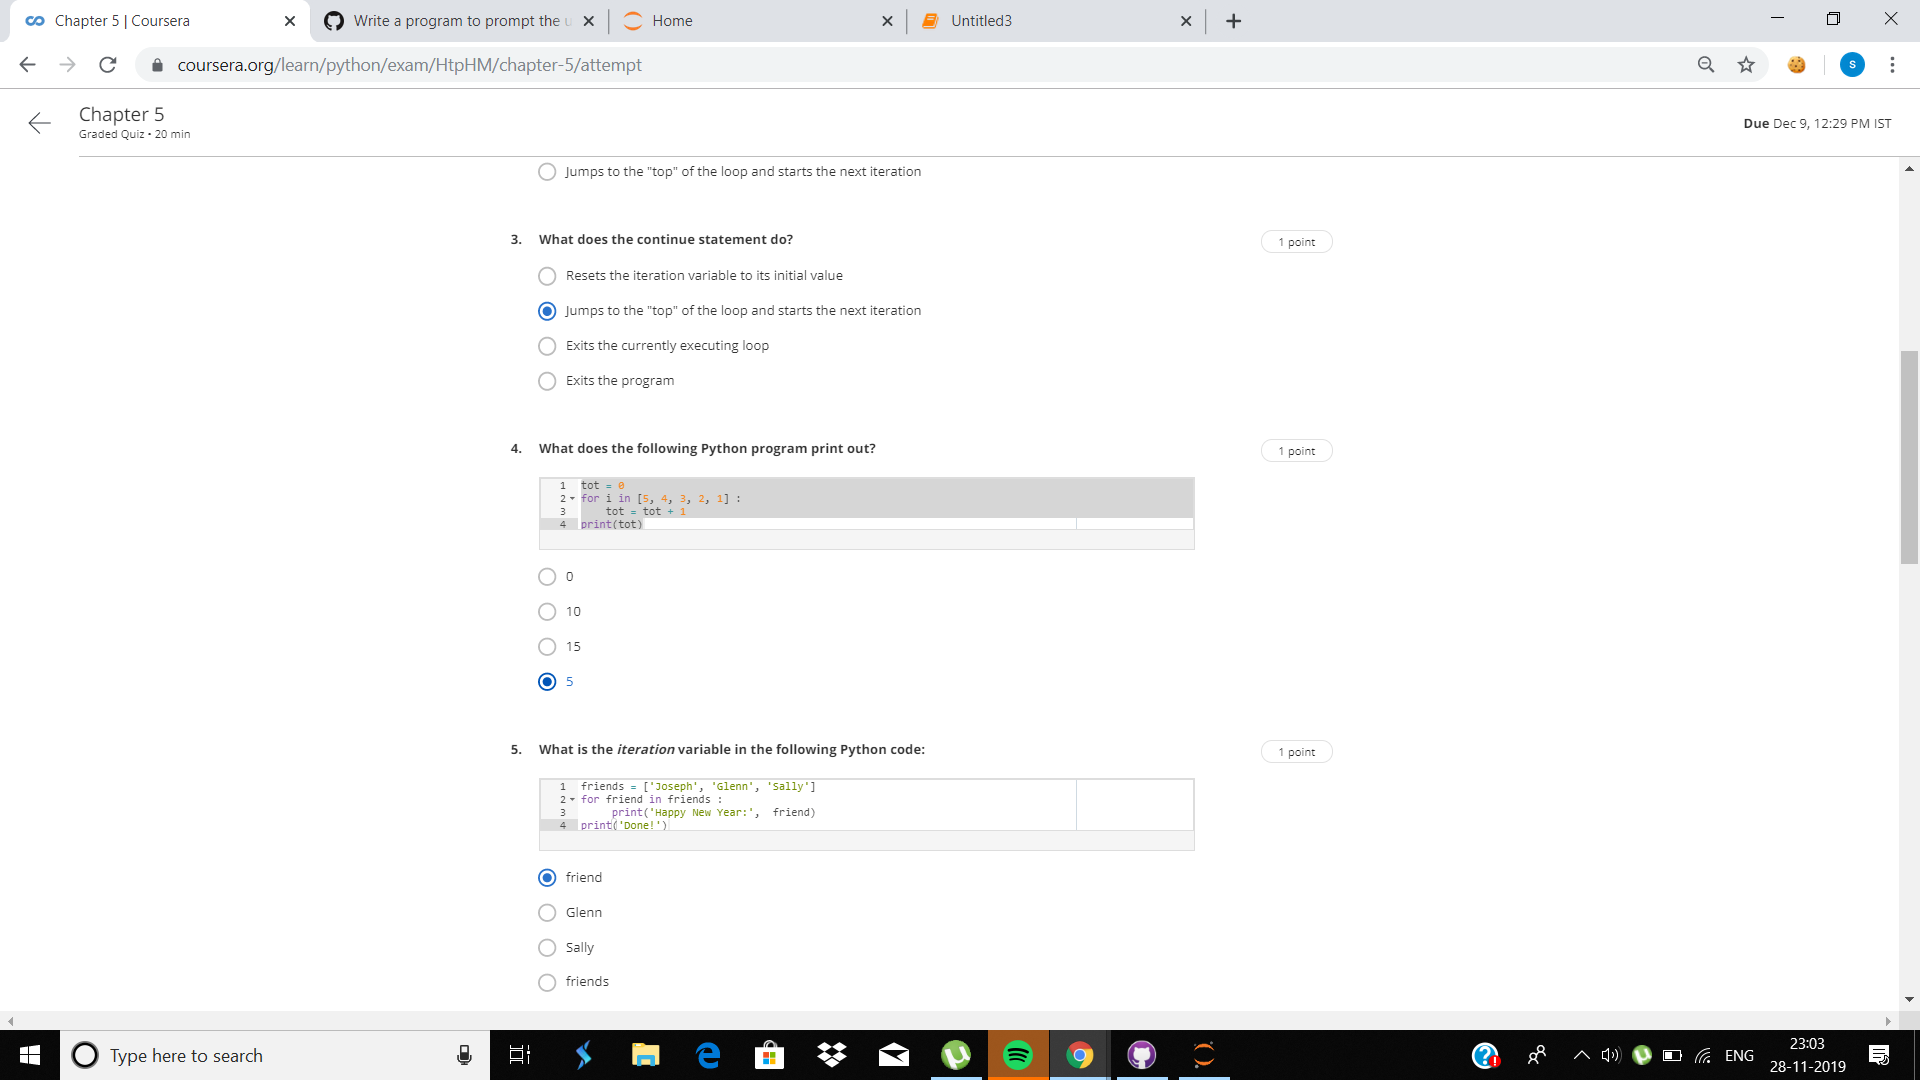 Chapter 5 | Coursera
Write a program to prompt the u
Home
Untitled3
coursera.org/learn/python/exam/HtpHM/chapter-5/attempt
S
Chapter 5
Graded Quiz • 20 min
Due Dec 9, 12:29 PM IST
Jumps to the "top" of the loop and starts the next iteration
3. What does the continue statement do?
1 point
Resets the iteration variable to its initial value
Jumps to the "top" of the loop and starts the next iteration
Exits the currently executing loop
Exits the program
4. What does the following Python program print out?
1 point
1 tot = 0
2 for i in [5, 4, 3, 2, 1] :
3 tot = tot + 1
4 print(tot)
0
10
15
5
5. What is the iteration variable in the following Python code:
1 point
1 friends = ['Joseph', 'Glenn', 'Sally']
2 for friend in friends :
3 print('Happy New Year:', friend)
4 print('Done!')
friend
Glenn
Sally
friends
Type here to search
ENG
23:03
28-11-2019